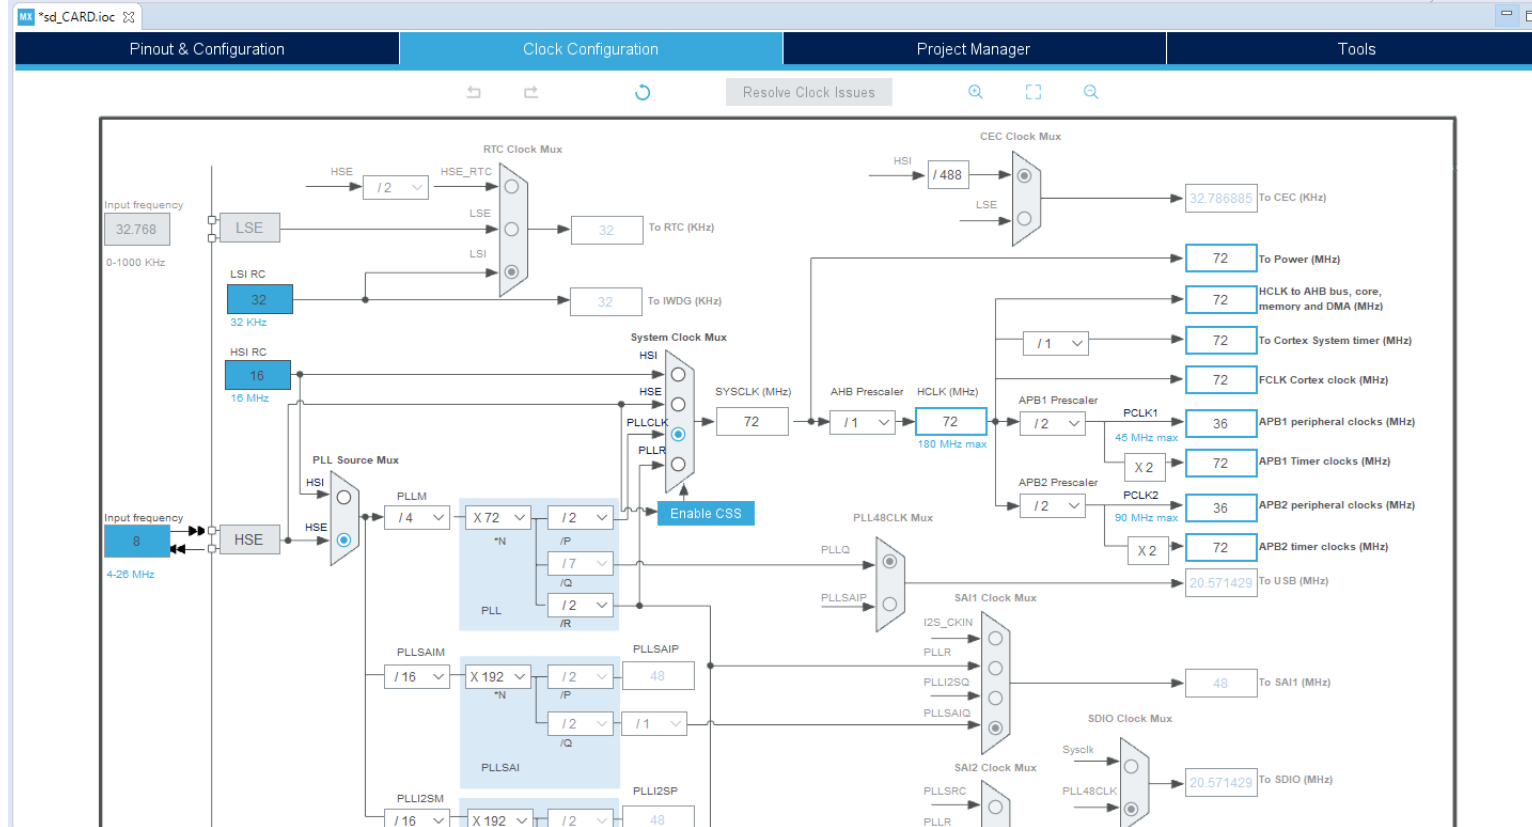 MX *sd_CARD.ioc
Pinout & Configuration Clock Configuration Project Manager Tools
Resolve Clock Issues
RTC Clock Mux
CEC Clock Mux
HSE / 2 HSE_RTC
HSI / 488
Input frequency
32.768
0-1000 KHz
LSE
LSE
32 To RTC (KHz)
LSE
32.786885 To CEC (KHz)
LSI
LSI RC
32
32 KHz
32 To IWDG (KHz)
72 To Power (MHz)
72 HCLK to AHB bus, core,
memory and DMA (MHz)
/ 1 72 To Cortex System timer (MHz)
72 FCLK Cortex clock (MHz)
System Clock Mux
HSI
HSE
PLLCLK
PLLR
HSI RC
16
16 MHz
SYSCLK (MHz) AHB Prescaler HCLK (MHz)
72 / 1 72
180 MHz max
APB1 Prescaler
/ 2
PCLK1
45 MHz max
36 APB1 peripheral clocks (MHz)
X 2 72 APB1 Timer clocks (MHz)
APB2 Prescaler
/ 2
PCLK2
90 MHz max
36 APB2 peripheral clocks (MHz)
X 2 72 APB2 timer clocks (MHz)
PLL Source Mux
HSI
HSE
Input frequency
8
4-26 MHz
HSE
PLLM
/ 4
X 72
*N
/ 2
/P
/ 7
/Q
/ 2
/R
PLL
Enable CSS
PLL48CLK Mux
PLLQ
PLLSAIP
20.571429 To USB (MHz)
SAI1 Clock Mux
I2S_CKIN
PLLR
PLLI2SQ
PLLSAIQ
48 To SAI1 (MHz)
PLLSAIM
/ 16
X 192
*N
/ 2
/P
PLLSAIP
48
/ 2
/Q
/ 1
PLLSAI
SDIO Clock Mux
Sysclk
PLL48CLK
20.571429 To SDIO (MHz)
SAI2 Clock Mux
PLLSRC
PLLR
PLLI2SM
/ 16
X 192
/ 2
PLLI2SP
48